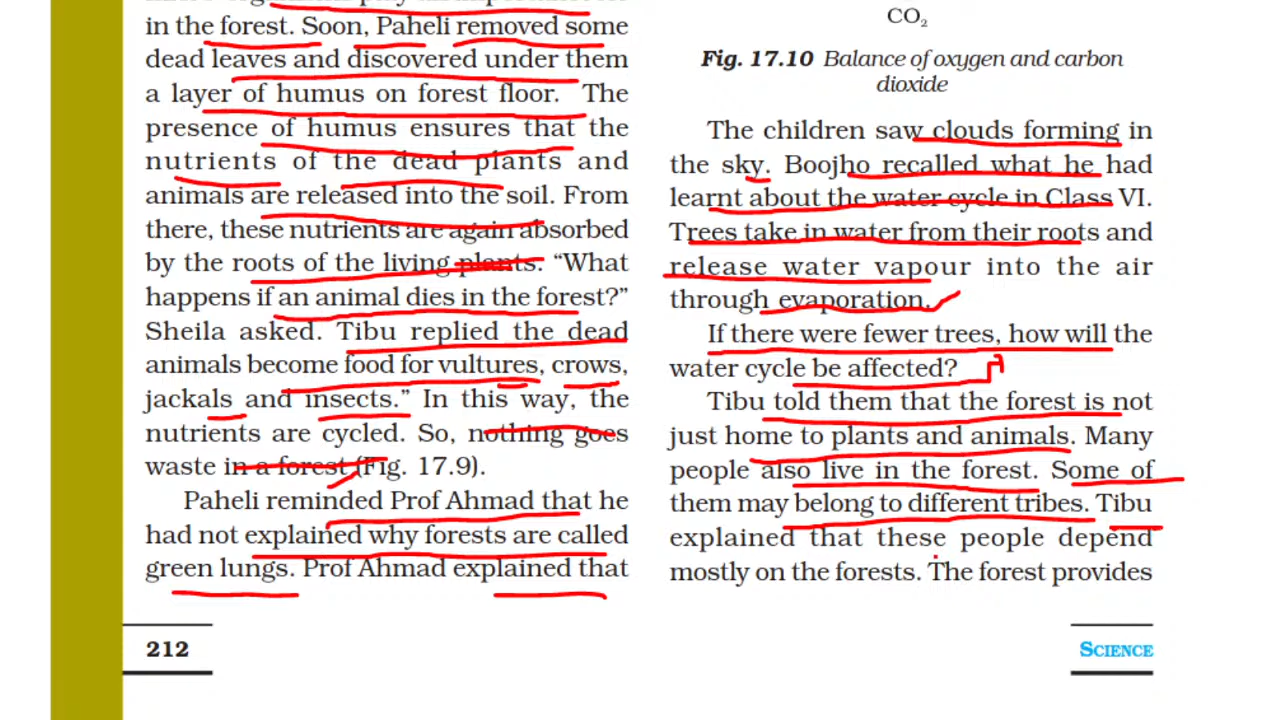 in the forest. Soon, Paheli removed some
dead leaves and discovered under them
a layer of humus on forest floor. The
presence of humus ensures that the
nutrients of the dead plants and
animals are released into the soil. From
there, these nutrients are again absorbed
by the roots of the living plants. “What
happens if an animal dies in the forest?”
Sheila asked. Tibu replied the dead
animals become food for vultures, crows,
jackals and insects.” In this way, the
nutrients are cycled. So, nothing goes
waste in a forest (Fig. 17.9).
Paheli reminded Prof Ahmad that he
had not explained why forests are called
green lungs. Prof Ahmad explained that
212
CO₂
Fig. 17.10 Balance of oxygen and carbon
dioxide
The children saw clouds forming in
the sky. Boojho recalled what he had
learnt about the water cycle in Class VI.
Trees take in water from their roots and
release water vapour into the air
through evaporation.
If there were fewer trees, how will the
water cycle be affected?
Tibu told them that the forest is not
just home to plants and animals. Many
people also live in the forest. Some of
them may belong to different tribes. Tibu
explained that these people depend
mostly on the forests. The forest provides
SCIENCE